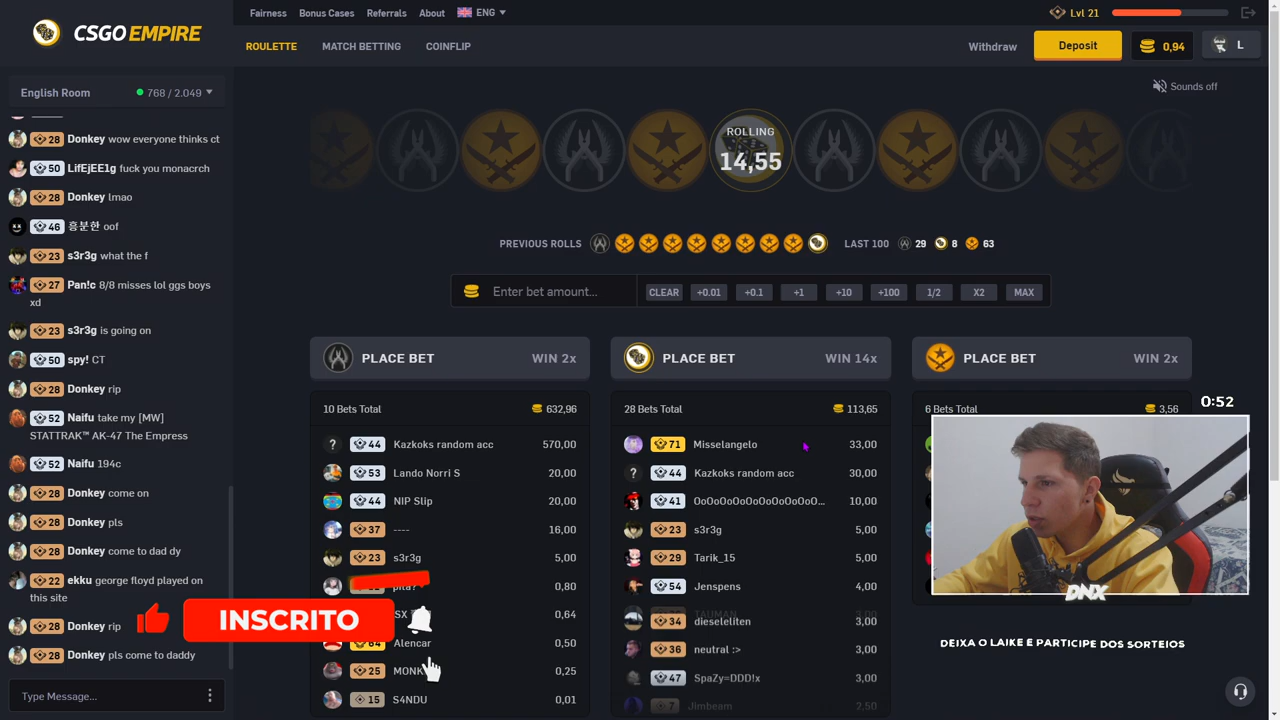 CSGOEMPIRE
Fairness Bonus Cases Referrals About ENG
Lvl 21
ROULETTE MATCH BETTING COINFLIP
Withdraw Deposit 0,94 L
English Room 768 / 2.049
Sounds off
Donkey wow everyone thinks ct
LifEjEE1g fuck you monacrch
28 Donkey lmao
46 흥분한 oof
23 s3r3g what the f
27 Pan!c 8/8 misses lol ggs boys
xd
23 s3r3g is going on
50 spy! CT
28 Donkey rip
52 Naifu take my [MW]
STATTRAK™ AK-47 The Empress
52 Naifu 194c
28 Donkey come on
28 Donkey pls
28 Donkey come to dad dy
22 ekku george floyd played on
this site
28 Donkey rip
28 Donkey pls come to daddy
Type Message...
ROLLING
14,55
PREVIOUS ROLLS LAST 100 29 8 63
Enter bet amount... CLEAR +0.01 +0.1 +1 +10 +100 1/2 X2 MAX
PLACE BET WIN 2x
10 Bets Total 632,96
44 Kazkoks random acc 570,00
53 Lando Norri S 20,00
44 NIP Slip 20,00
37 ---- 16,00
23 s3r3g 5,00
0,80
0,64
Alencar 0,50
25 MONK 0,25
15 S4NDU 0,01
PLACE BET WIN 14x
28 Bets Total 113,65
71 Misselangelo 33,00
44 Kazkoks random acc 30,00
41 OoOoOoOoOoOoOoOoO... 10,00
23 s3r3g 5,00
29 Tarik_15 5,00
54 Jenspens 4,00
TAUMAN
34 dieseleliten 3,00
36 neutral :> 3,00
47 SpaZy=DDD!x 3,00
7 Jimbeam 2,50
PLACE BET WIN 2x
6 Bets Total 3,56
0:52
DNX
INSCRITO
DEIXA O LAIKE E PARTICIPE DOS SORTEIOS